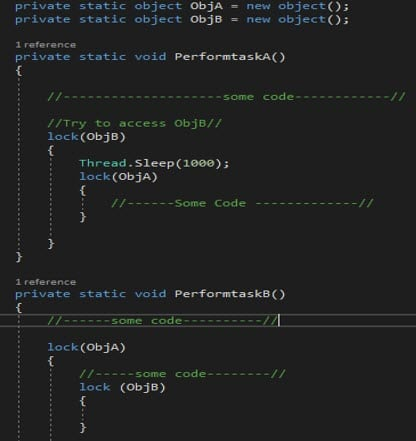 private static object ObjA = new object();
private static object ObjB = new object();
1 reference
private static void PerformtaskA()
{
//--------------------some code------------//
//Try to access ObjB//
lock(ObjB)
{
Thread.Sleep(1000);
lock(ObjA)
{
//------Some Code -------------//
}
}
}
1 reference
private static void PerformtaskB()
{
//------some code----------//
lock(ObjA)
{
//-----some code--------//
lock (ObjB)
{
}